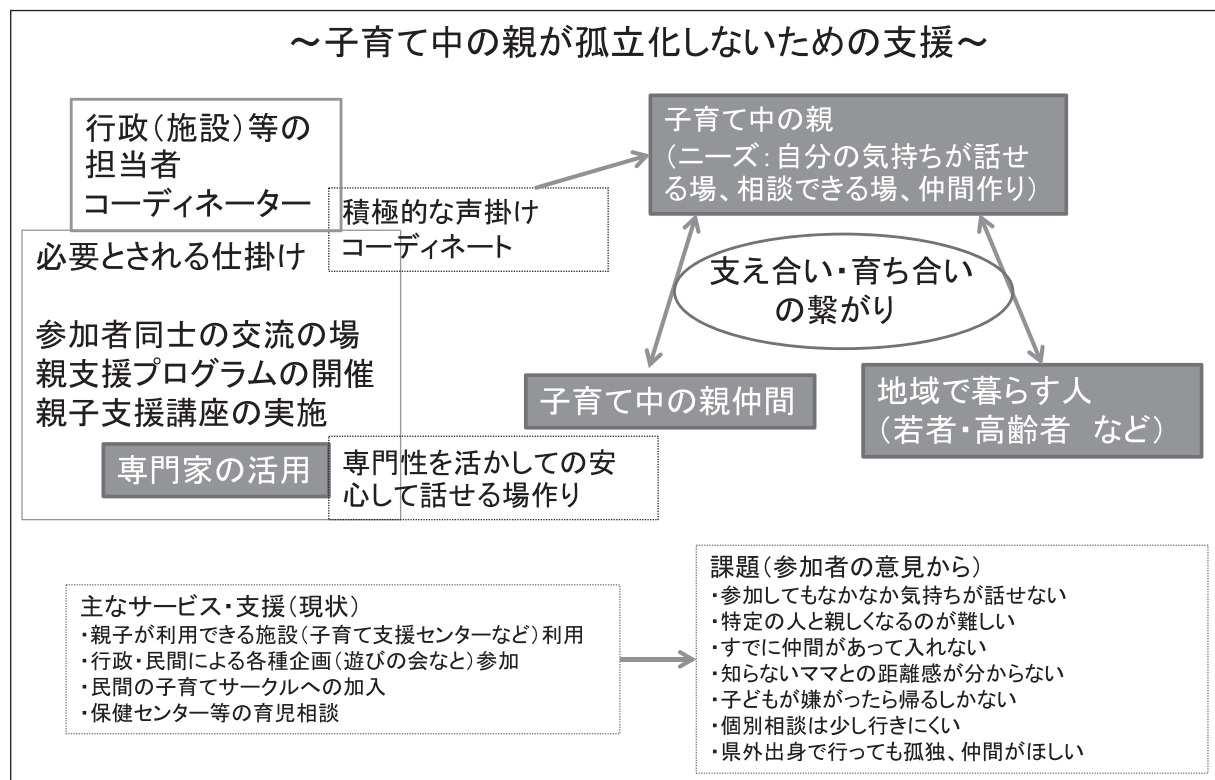 ～子育て中の親が孤立化しないための支援～
行政（施設）等の
担当者
コーディネーター
積極的な声掛け
コーディネート
子育て中の親
（ニーズ：自分の気持ちが話せ
る場、相談できる場、仲間作り）
必要とされる仕掛け
参加者同士の交流の場
親支援プログラムの開催
親子支援講座の実施
専門家の活用
専門性を活かしての安
心して話せる場作り
支え合い・育ち合い
の繋がり
子育て中の親仲間
地域で暮らす人
（若者・高齢者　など）
主なサービス・支援（現状）
・親子が利用できる施設（子育て支援センターなど）利用
・行政・民間による各種企画（遊びの会など）参加
・民間の子育てサークルへの加入
・保健センター等の育児相談
課題（参加者の意見から）
・参加してもなかなか気持ちが話せない
・特定の人と親しくなるのが難しい
・すでに仲間があって入れない
・知らないママとの距離感が分からない
・子どもが嫌がったら帰るしかない
・個別相談は少し行きにくい
・県外出身で行っても孤独、仲間がほしい